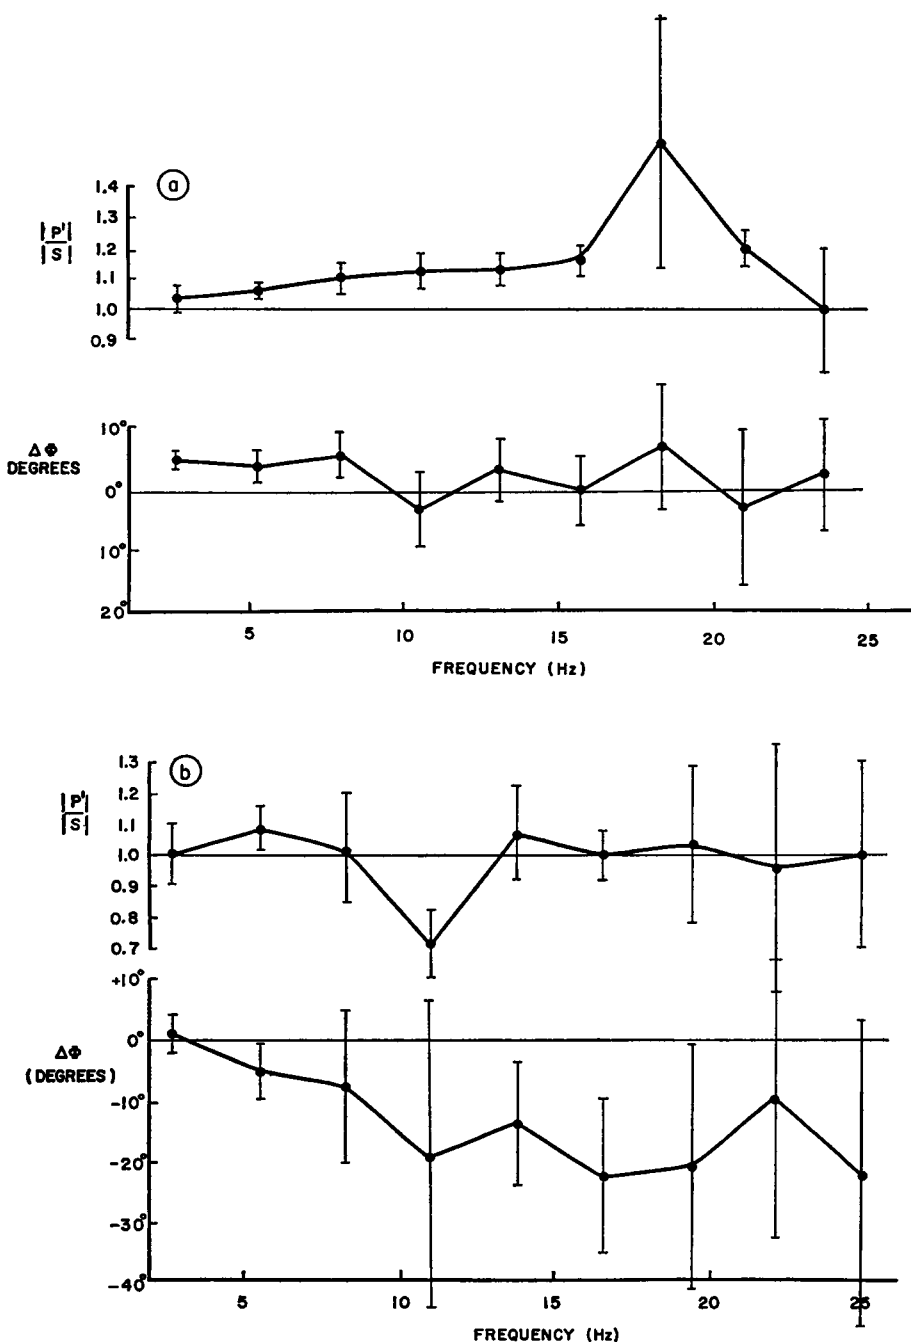 a
1.4
1.3
1.2
1.1
1.0
0.9
|P'|
|S|
10°
0°
10°
20°
ΔΦ
DEGREES
5 10 15 20 25
FREQUENCY (Hz)
b
1.3
1.2
1.1
1.0
0.9
0.8
0.7
|P'|
|S|
+10°
0°
-10°
-20°
-30°
-40°
ΔΦ
(DEGREES)
5 10 15 20 25
FREQUENCY (Hz)